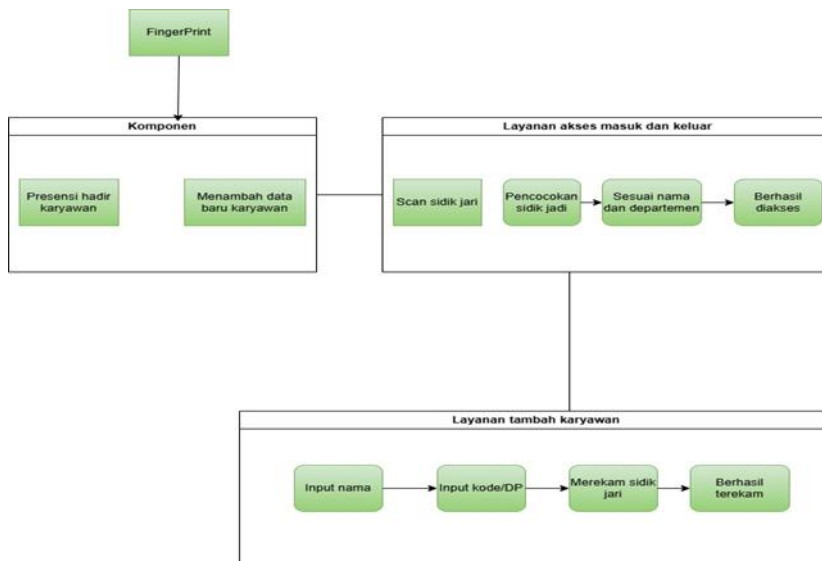 FingerPrint
Komponen
Presensi hadir
karyawan
Menambah data
baru karyawan
Layanan akses masuk dan keluar
Scan sidik jari
Pencocokan
sidik jadi
Sesuai nama
dan departemen
Berhasil
diakses
Layanan tambah karyawan
Input nama
Input kode/DP
Merekam sidik
jari
Berhasil
terekam